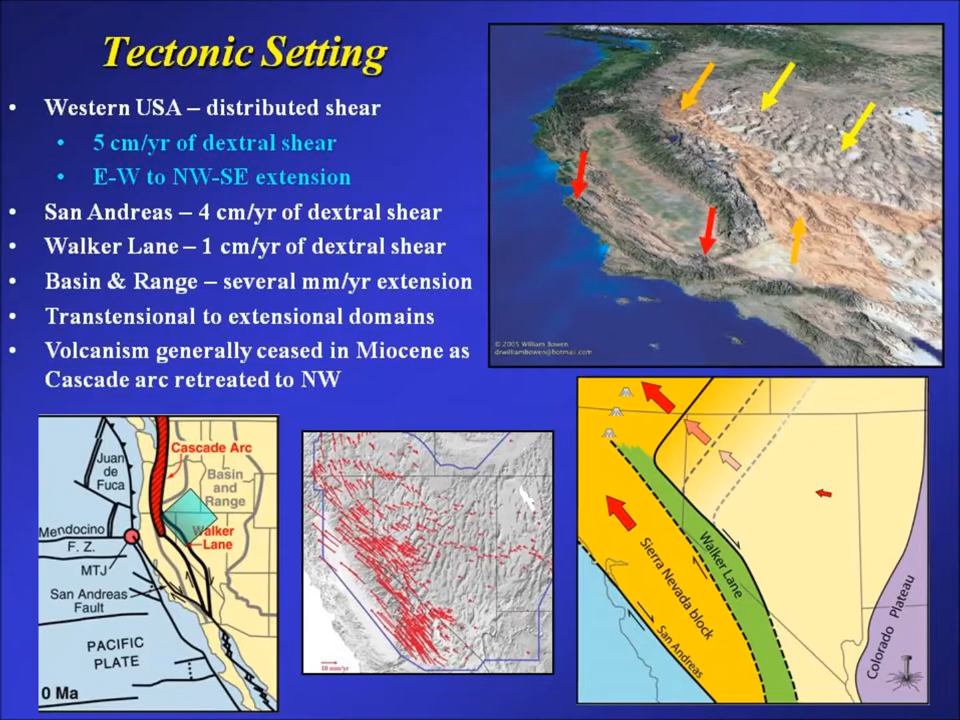 Tectonic Setting
• Western USA – distributed shear
• 5 cm/yr of dextral shear
• E-W to NW-SE extension
• San Andreas – 4 cm/yr of dextral shear
• Walker Lane – 1 cm/yr of dextral shear
• Basin & Range – several mm/yr extension
• Transtensional to extensional domains
• Volcanism generally ceased in Miocene as
Cascade arc retreated to NW
© 2005 William Bowen
drwilliambowen@hotmail.com
Cascade Arc
Juan
de
Fuca
Basin
and
Range
Mendocino
F. Z.
Walker
Lane
MTJ
San Andreas
Fault
PACIFIC
PLATE
0 Ma
10 mm/yr
Walker Lane
Sierra Nevada block
San Andreas
Colorado Plateau